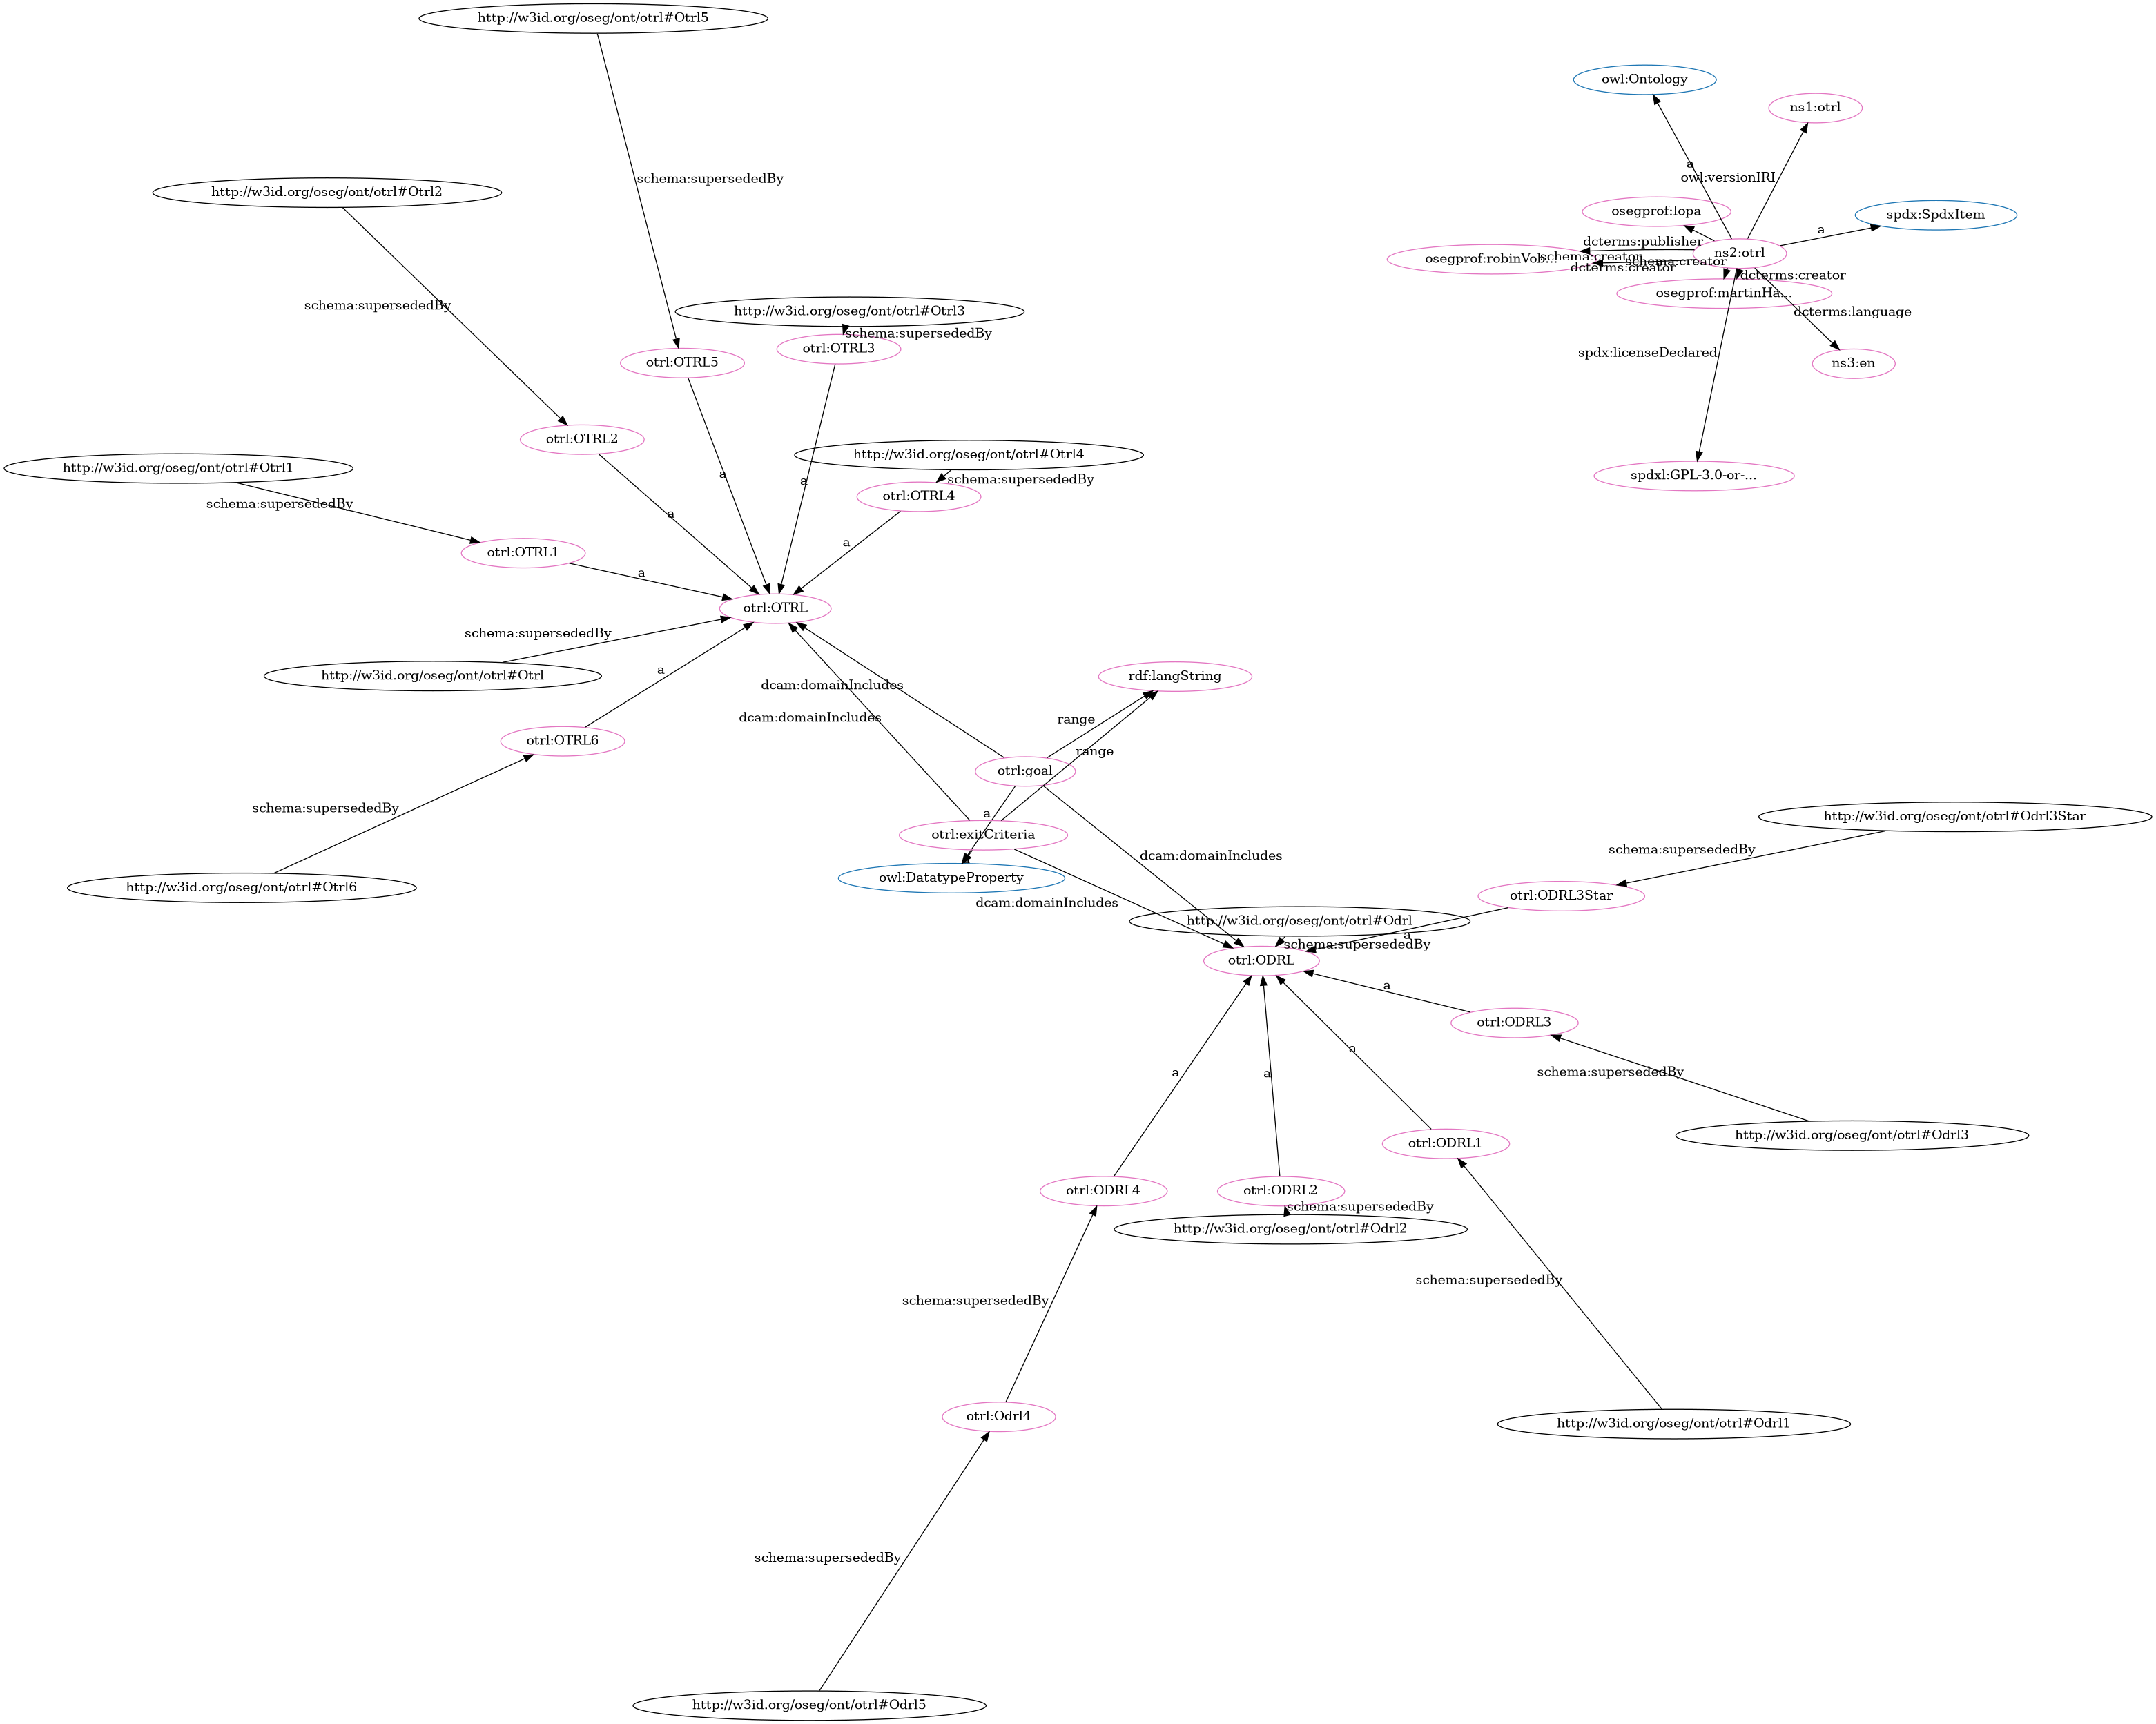 http://w3id.org/oseg/ont/otrl#Otrl5
owl:Ontology
ns1:otrl
a
owl:versionIRI
schema:supersededBy
http://w3id.org/oseg/ont/otrl#Otrl2
osegprof:Iopa
spdx:SpdxItem
a
dcterms:publisher
ns2:otrl
osegprof:robinVob...
schema:creator
schema:creator
dcterms:creator
dcterms:creator
osegprof:martinHa...
schema:supersededBy
http://w3id.org/oseg/ont/otrl#Otrl3
dcterms:language
schema:supersededBy
otrl:OTRL3
spdx:licenseDeclared
otrl:OTRL5
ns3:en
otrl:OTRL2
http://w3id.org/oseg/ont/otrl#Otrl4
http://w3id.org/oseg/ont/otrl#Otrl1
a
a
schema:supersededBy
spdxl:GPL-3.0-or-...
otrl:OTRL4
schema:supersededBy
a
a
otrl:OTRL1
a
otrl:OTRL
schema:supersededBy
a
http://w3id.org/oseg/ont/otrl#Otrl
rdf:langString
dcam:domainIncludes
dcam:domainIncludes
range
otrl:OTRL6
range
otrl:goal
schema:supersededBy
a
http://w3id.org/oseg/ont/otrl#Odrl3Star
otrl:exitCriteria
schema:supersededBy
dcam:domainIncludes
a
owl:DatatypeProperty
http://w3id.org/oseg/ont/otrl#Otrl6
otrl:ODRL3Star
dcam:domainIncludes
http://w3id.org/oseg/ont/otrl#Odrl
a
schema:supersededBy
otrl:ODRL
a
otrl:ODRL3
a
a
a
schema:supersededBy
http://w3id.org/oseg/ont/otrl#Odrl3
otrl:ODRL1
otrl:ODRL4
otrl:ODRL2
schema:supersededBy
http://w3id.org/oseg/ont/otrl#Odrl2
schema:supersededBy
schema:supersededBy
otrl:Odrl4
http://w3id.org/oseg/ont/otrl#Odrl1
schema:supersededBy
http://w3id.org/oseg/ont/otrl#Odrl5